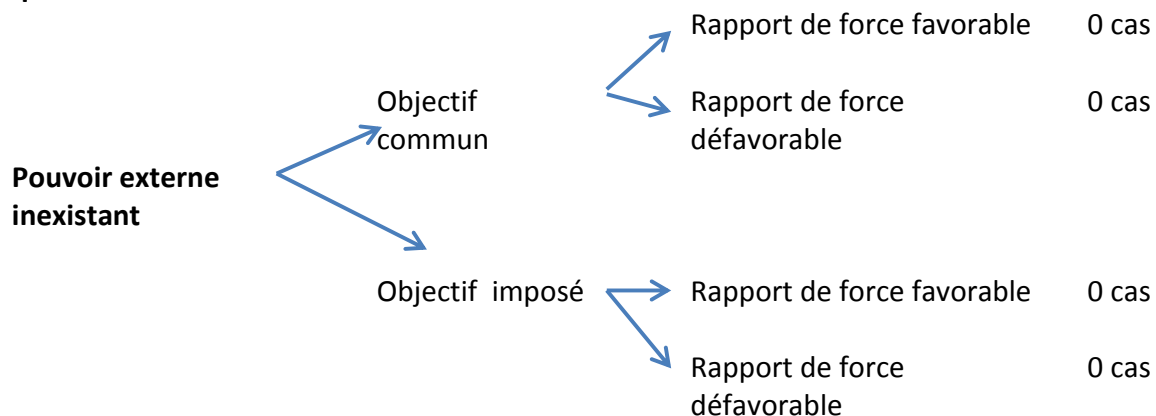 Rapport de force favorable 0 cas
Objectif
commun
Rapport de force
défavorable
0 cas
Pouvoir externe
inexistant
Objectif imposé
Rapport de force favorable 0 cas
Rapport de force
défavorable
0 cas